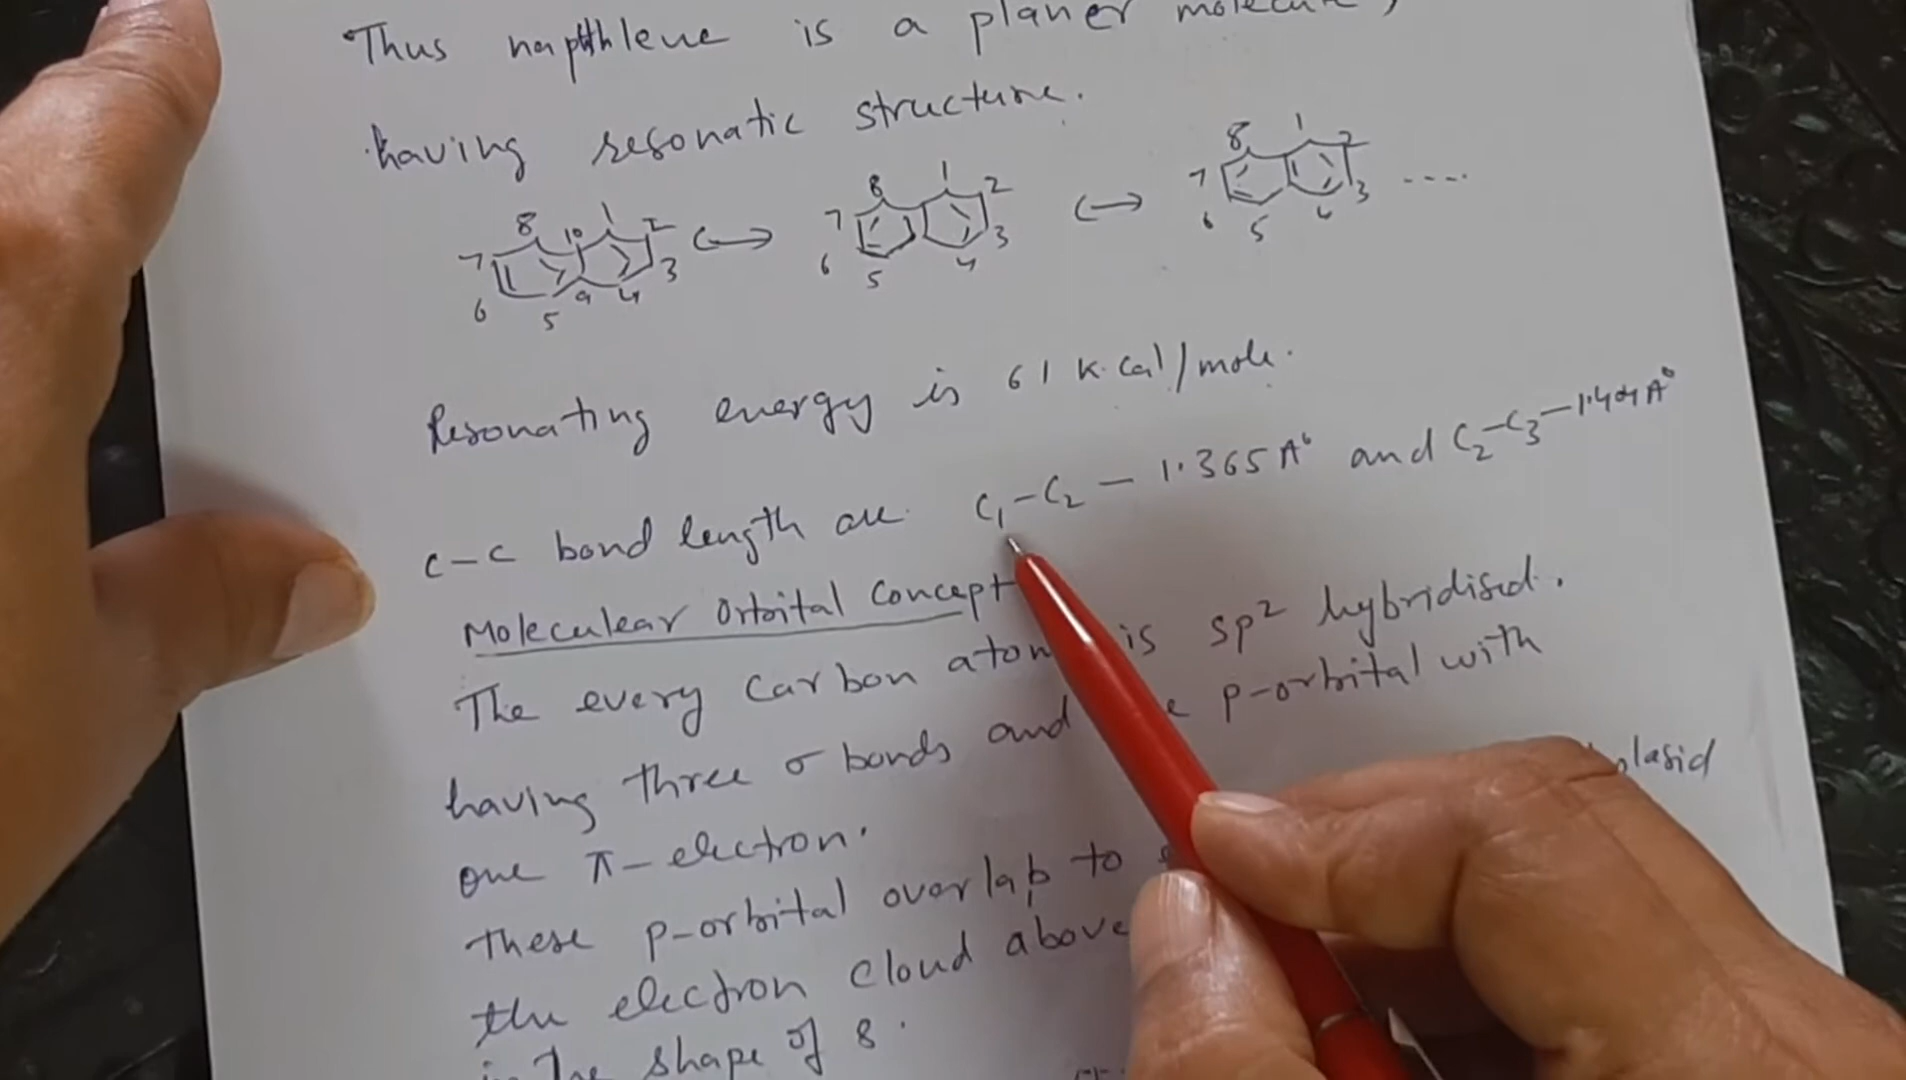 Thus napthlene is a planer molecule,
having resonatic structure.
8 10 1 2 3 4 9 5 6 7 ↔ 8 1 2 3 4 5 6 7 ↔ 8 1 2 3 4 5 6 7 ....
Resonating energy is 61 k.cal/mole.
C-C bond length are C1-C2 - 1.365 A° and C2-C3 - 1.404 A°
Moleculear Orbital Concept
The every Carbon atom is sp² hybridised.
having three σ bonds and p-orbital with
one π-electron.
These p-orbital overlap to
the electron cloud above
in the shape of 8.